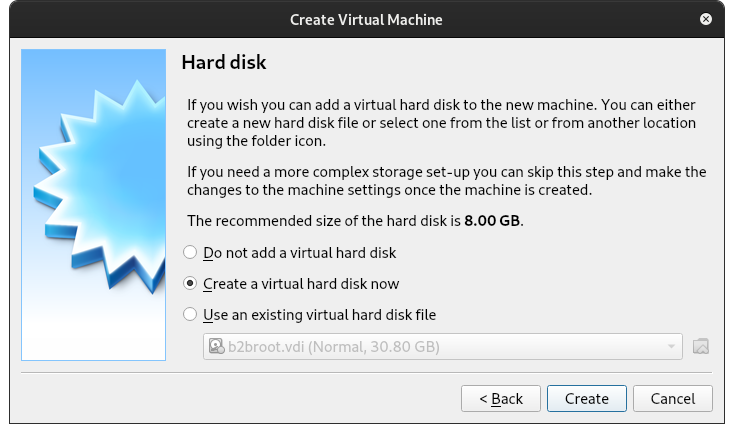 Create Virtual Machine
Hard disk
If you wish you can add a virtual hard disk to the new machine. You can either
create a new hard disk file or select one from the list or from another location
using the folder icon.
If you need a more complex storage set-up you can skip this step and make the
changes to the machine settings once the machine is created.
The recommended size of the hard disk is 8.00 GB.
Do not add a virtual hard disk
Create a virtual hard disk now
Use an existing virtual hard disk file
b2broot.vdi (Normal, 30.80 GB)
< Back
Create
Cancel